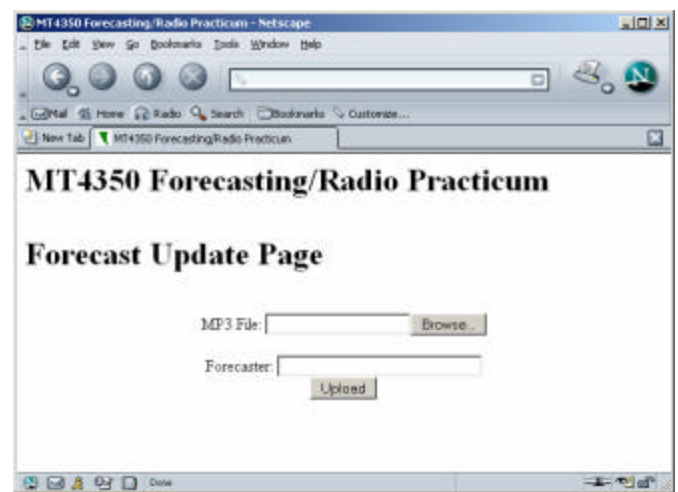 MT4350 Forecasting/Radio Practicum - Netscape
File Edit View Go Bookmarks Tools Window Help
Mail Home Radio Search Bookmarks Customize...
New Tab MT4350 Forecasting/Radio Practicum
MT4350 Forecasting/Radio Practicum
Forecast Update Page
MP3 File: Browse...
Forecaster:
Upload
Done